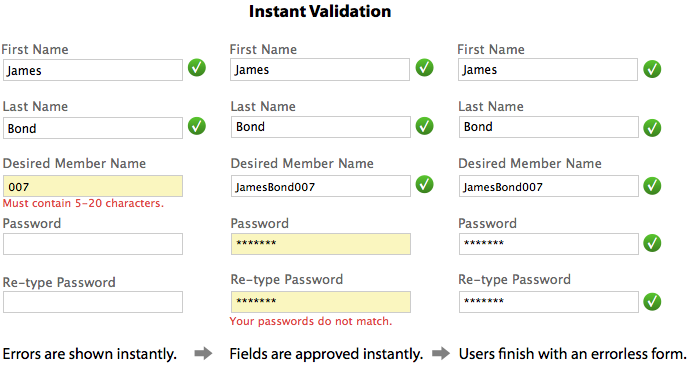 Instant Validation
First Name
James
Last Name
Bond
Desired Member Name
007
Must contain 5-20 characters.
Password
Re-type Password
Errors are shown instantly.
First Name
James
Last Name
Bond
Desired Member Name
JamesBond007
Password
*******
Re-type Password
*******
Your passwords do not match.
Fields are approved instantly.
First Name
James
Last Name
Bond
Desired Member Name
JamesBond007
Password
*******
Re-type Password
*******
Users finish with an errorless form.